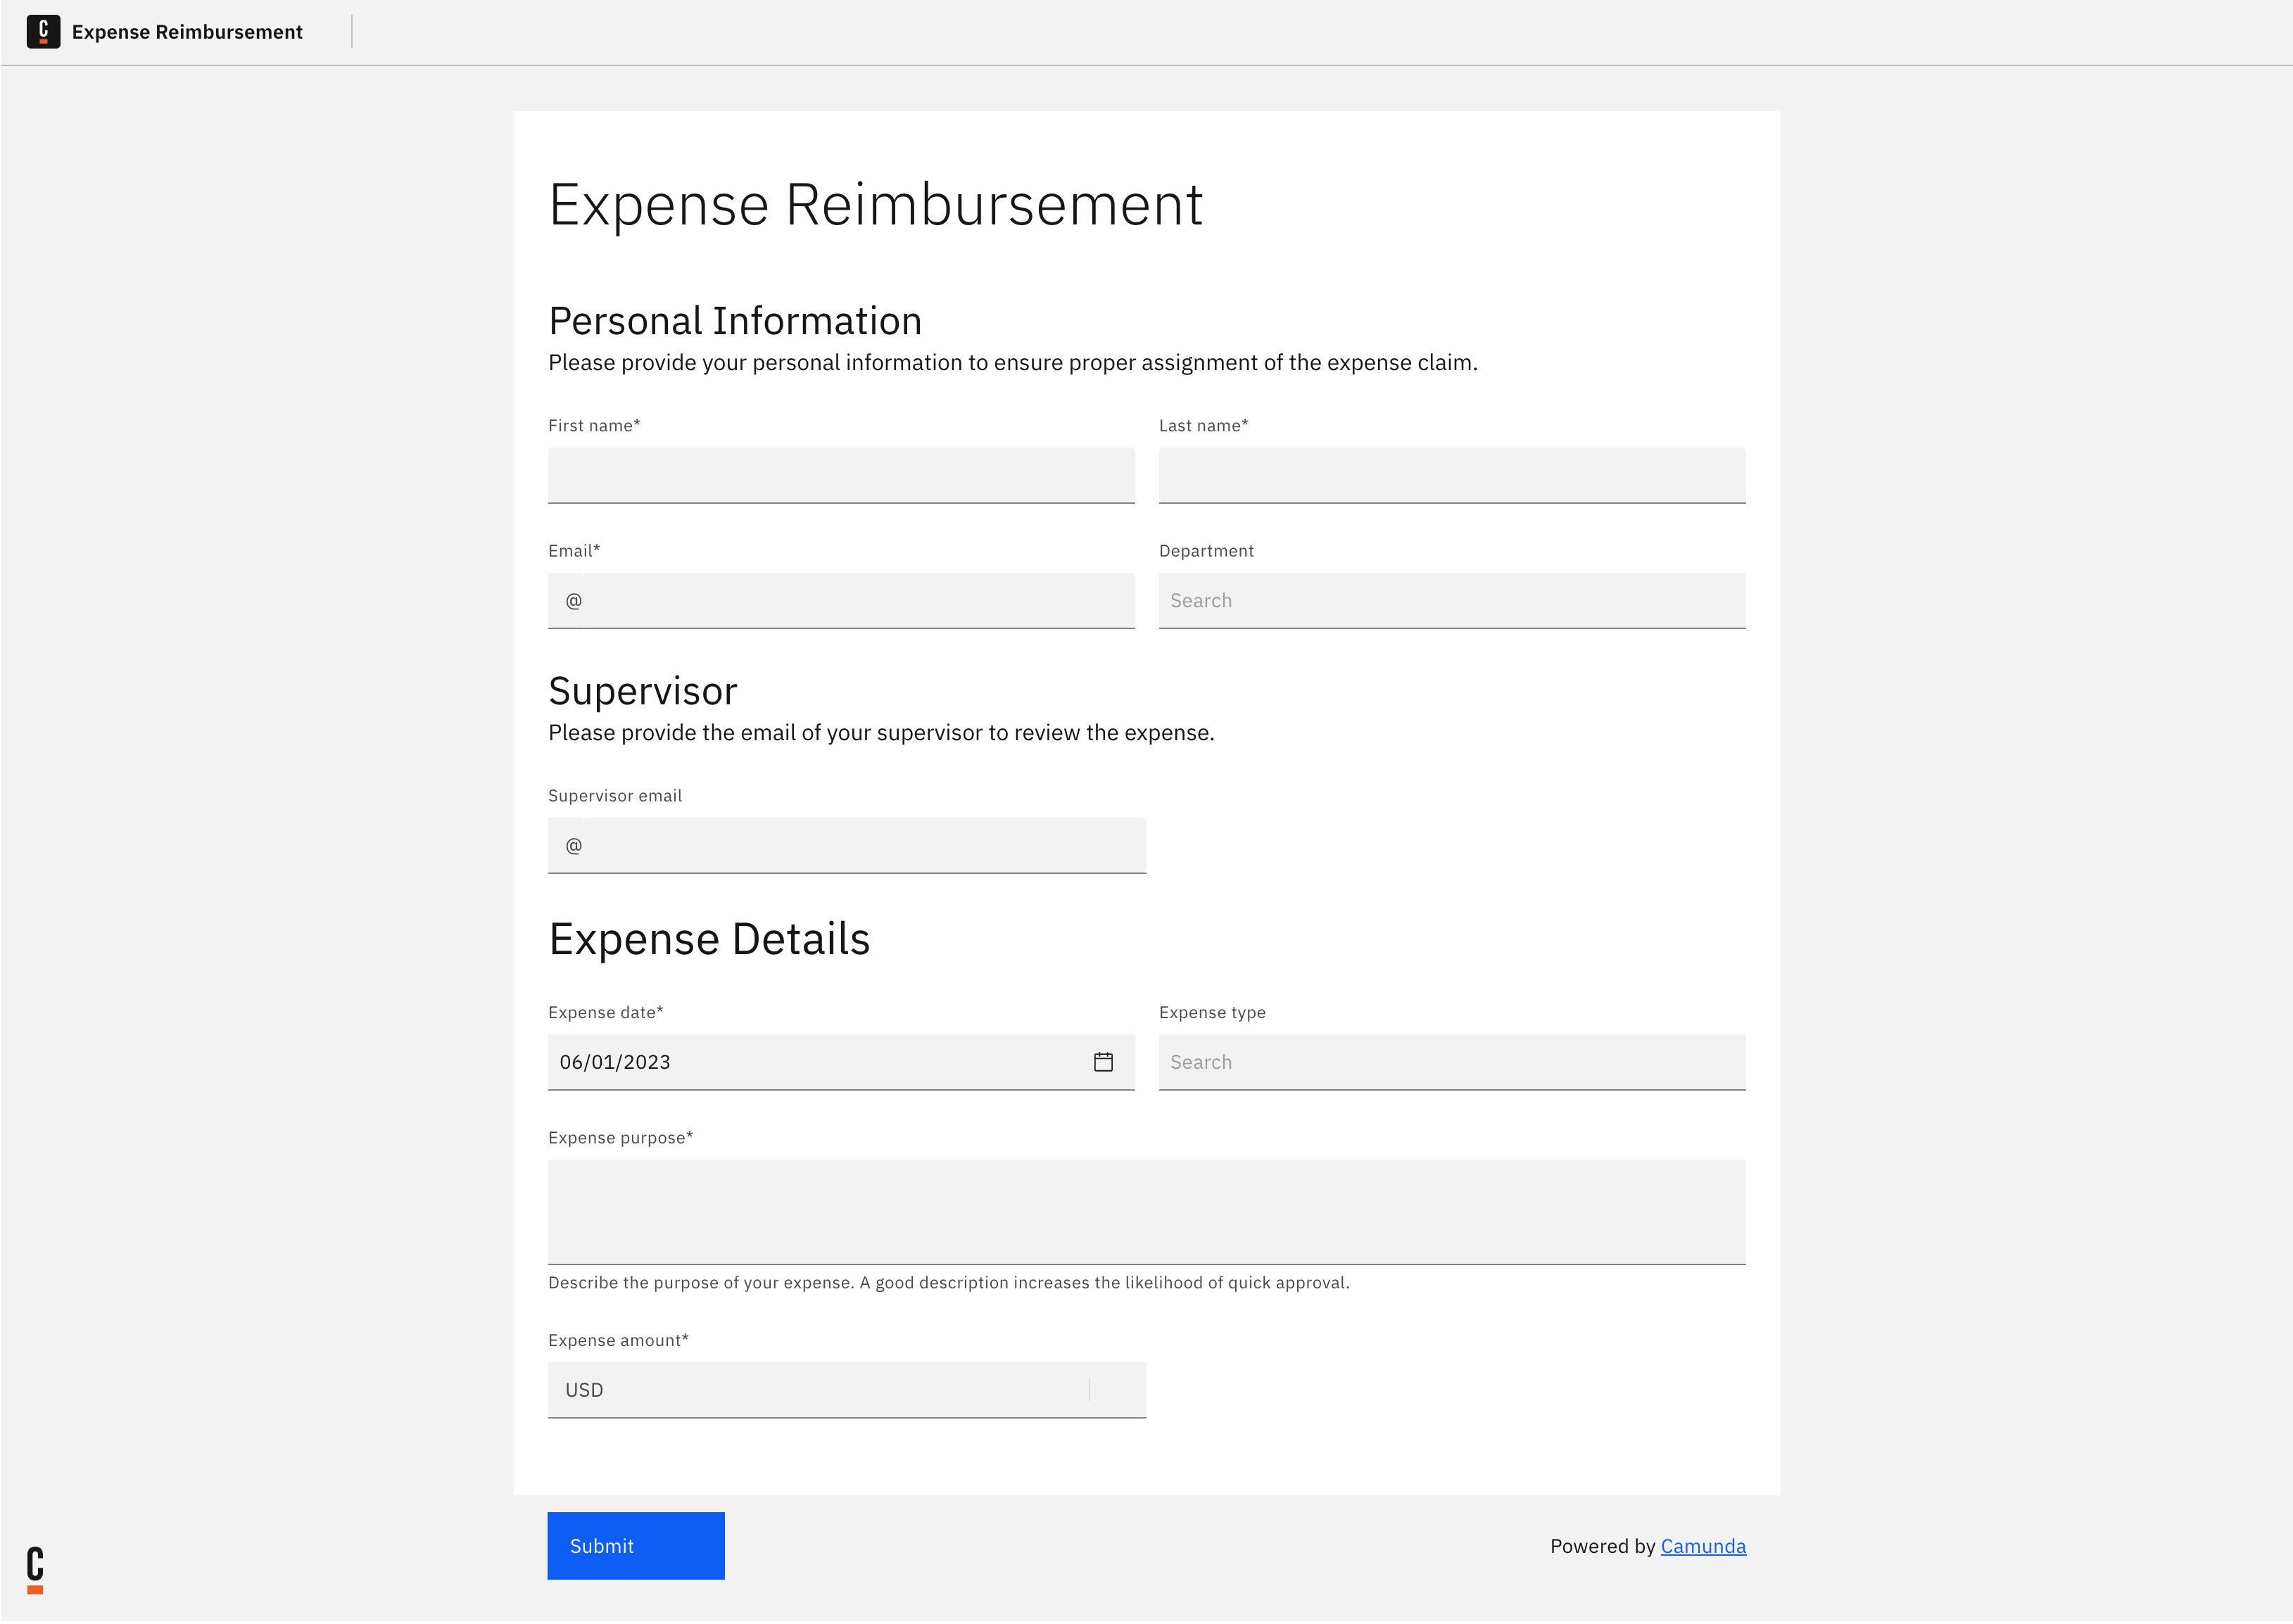 C Expense Reimbursement
Expense Reimbursement
Personal Information
Please provide your personal information to ensure proper assignment of the expense claim.
First name*
Last name*
Email*
Department
@
Search
Supervisor
Please provide the email of your supervisor to review the expense.
Supervisor email
@
Expense Details
Expense date*
Expense type
06/01/2023
Search
Expense purpose*
Describe the purpose of your expense. A good description increases the likelihood of quick approval.
Expense amount*
USD
Submit
Powered by Camunda
C